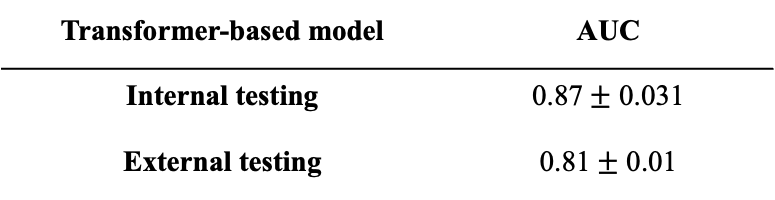 Transformer-based model AUC
Internal testing 0.87 ± 0.031
External testing 0.81 ± 0.01